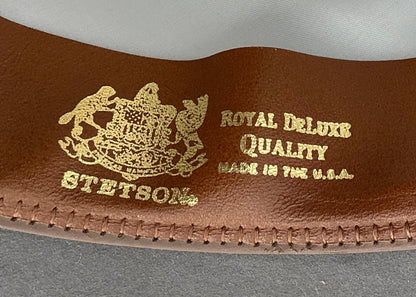 STETSON
ROYAL DELUXE
QUALITY
MADE IN THE U.S.A.